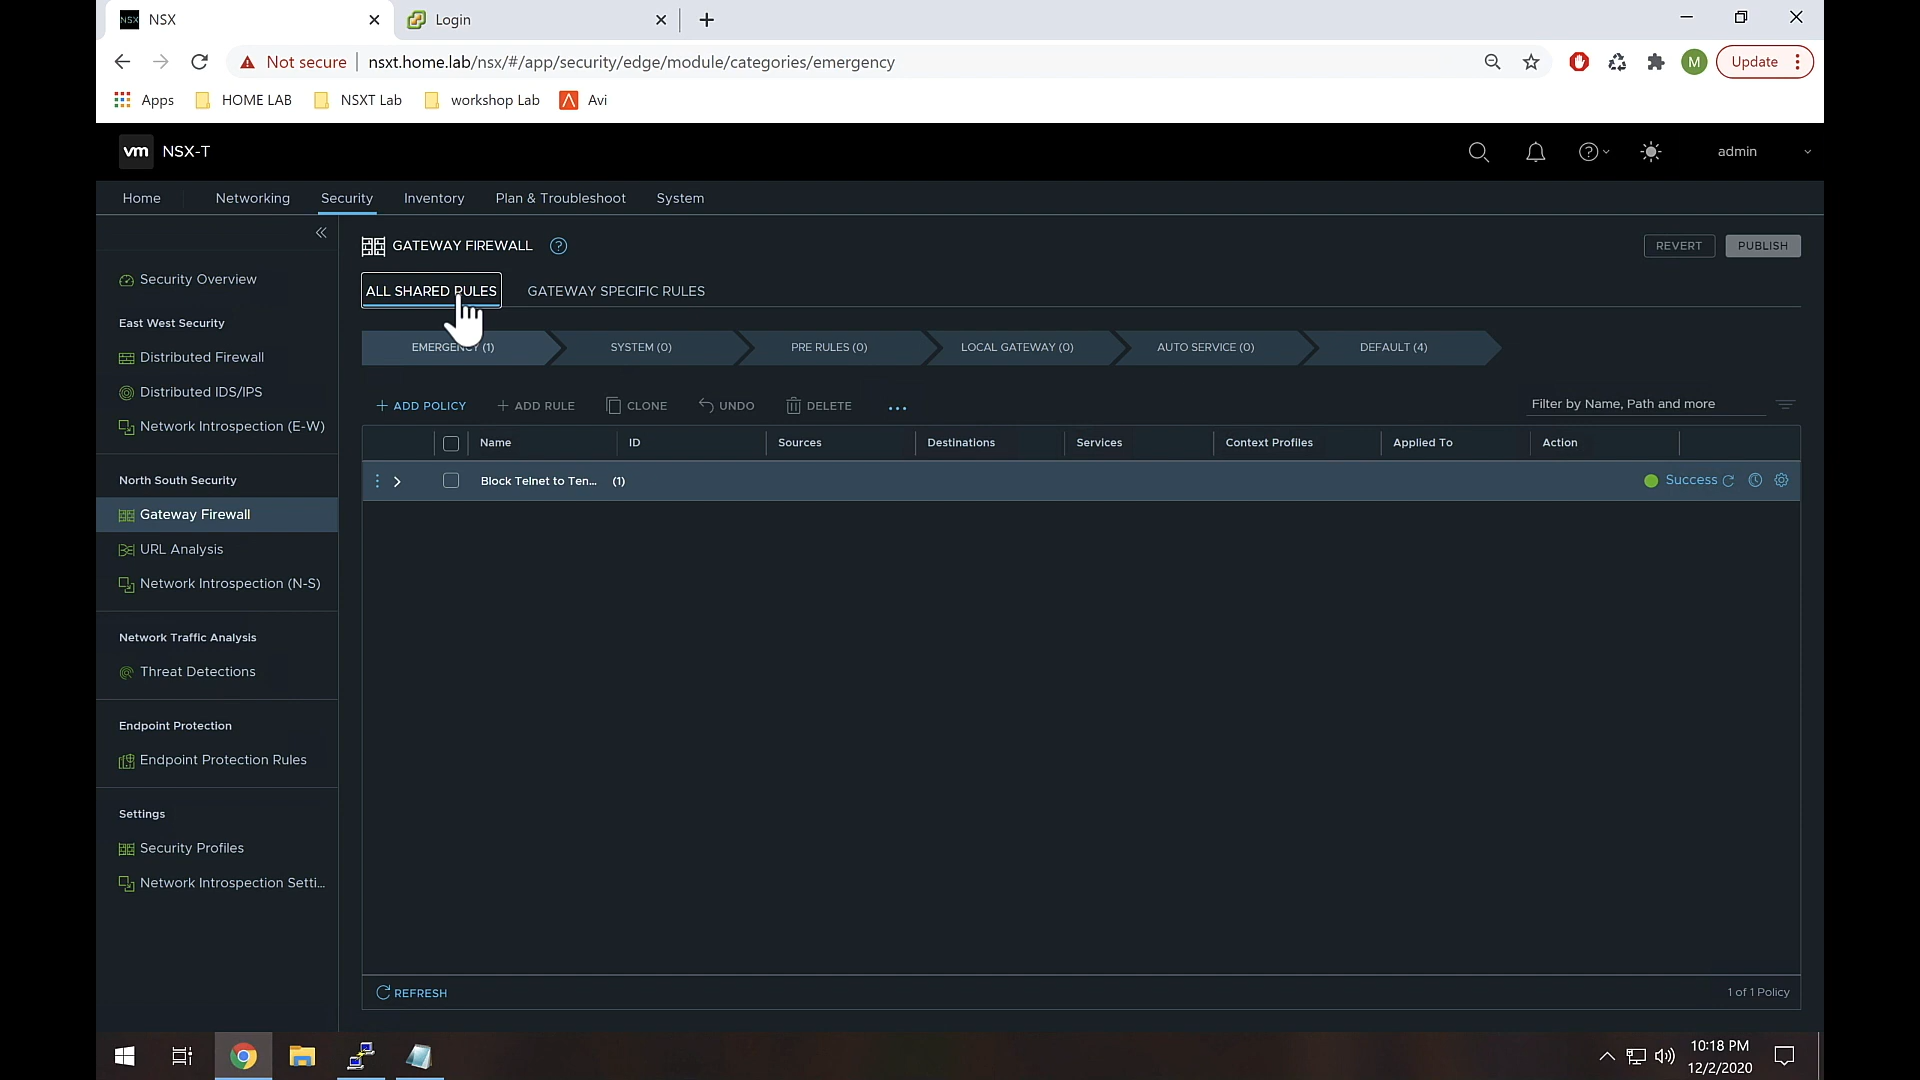 NSX
NSX
Login
Not secure
nsxt.home.lab/nsx/#/app/security/edge/module/categories/emergency
M
Update
Apps
HOME LAB
NSXT Lab
workshop Lab
Avi
vm
NSX-T
admin
Home
Networking
Security
Inventory
Plan & Troubleshoot
System
GATEWAY FIREWALL
REVERT
PUBLISH
Security Overview
ALL SHARED RULES
GATEWAY SPECIFIC RULES
East West Security
Distributed Firewall
Distributed IDS/IPS
Network Introspection (E-W)
North South Security
Gateway Firewall
URL Analysis
Network Introspection (N-S)
Network Traffic Analysis
Threat Detections
Endpoint Protection
Endpoint Protection Rules
Settings
Security Profiles
Network Introspection Setti...
EMERGENCY (1)
SYSTEM (0)
PRE RULES (0)
LOCAL GATEWAY (0)
AUTO SERVICE (0)
DEFAULT (4)
+ ADD POLICY
+ ADD RULE
CLONE
UNDO
DELETE
...
Filter by Name, Path and more
Name
ID
Sources
Destinations
Services
Context Profiles
Applied To
Action
Block Telnet to Ten... (1)
Success
REFRESH
1 of 1 Policy
10:18 PM
12/2/2020